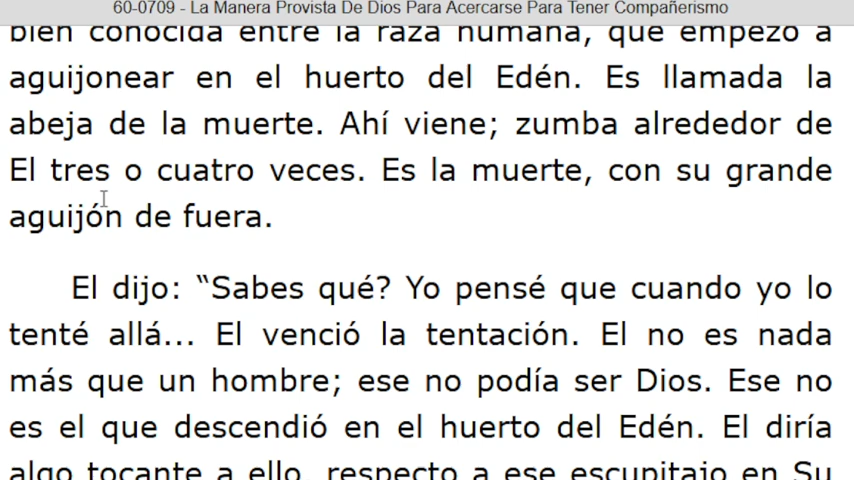 60-0709 - La Manera Provista De Dios Para Acercarse Para Tener Compañerismo
bien conocida entre la raza humana, que empezó a
aguijonear en el huerto del Edén. Es llamada la
abeja de la muerte. Ahí viene; zumba alrededor de
El tres o cuatro veces. Es la muerte, con su grande
aguijón de fuera.
El dijo: “Sabes qué? Yo pensé que cuando yo lo
tenté allá... El venció la tentación. El no es nada
más que un hombre; ese no podía ser Dios. Ese no
es el que descendió en el huerto del Edén. El diría
algo tocante a ello, respecto a ese escupitajo en Su